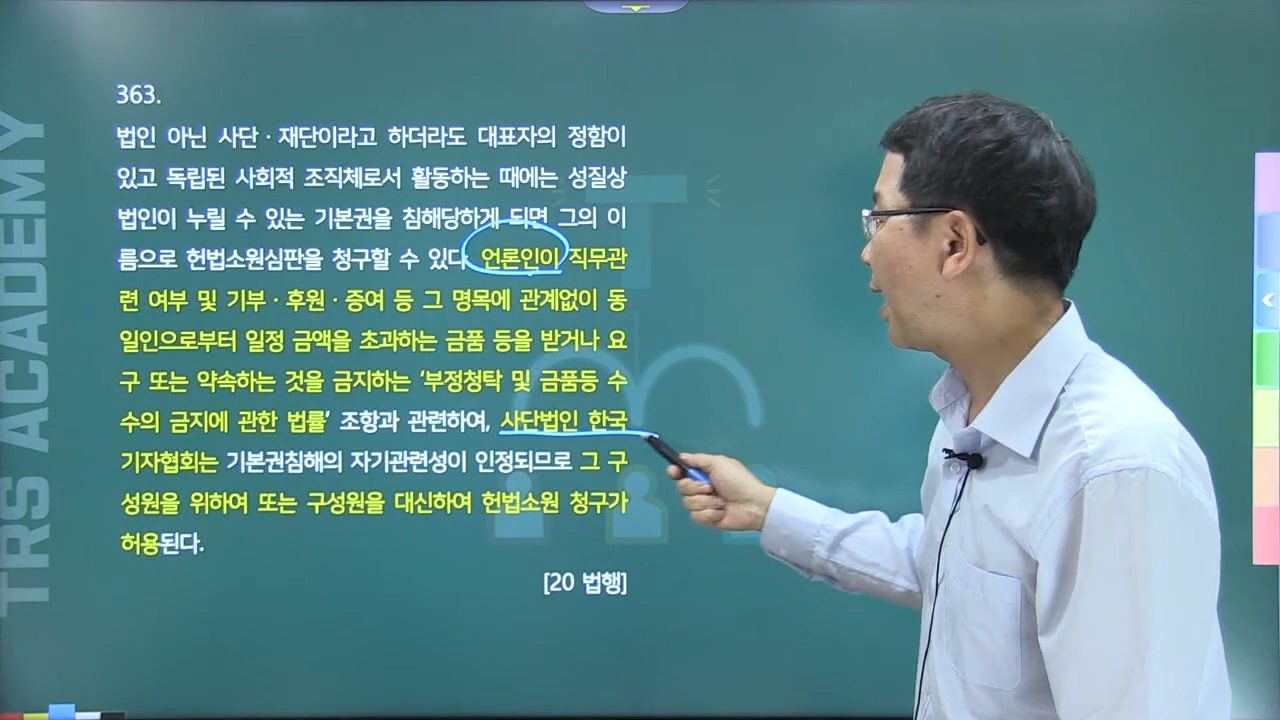 363.
법인 아닌 사단·재단이라고 하더라도 대표자의 정함이
있고 독립된 사회적 조직체로서 활동하는 때에는 성질상
법인이 누릴 수 있는 기본권을 침해당하게 되면 그의 이
름으로 헌법소원심판을 청구할 수 있다. 언론인이 직무관
련 여부 및 기부·후원·증여 등 그 명목에 관계없이 동
일인으로부터 일정 금액을 초과하는 금품 등을 받거나 요
구 또는 약속하는 것을 금지하는 '부정청탁 및 금품등 수
수의 금지에 관한 법률' 조항과 관련하여, 사단법인 한국
기자협회는 기본권침해의 자기관련성이 인정되므로 그 구
성원을 위하여 또는 구성원을 대신하여 헌법소원 청구가
허용된다.
[20 법행]
TRS ACADEMY